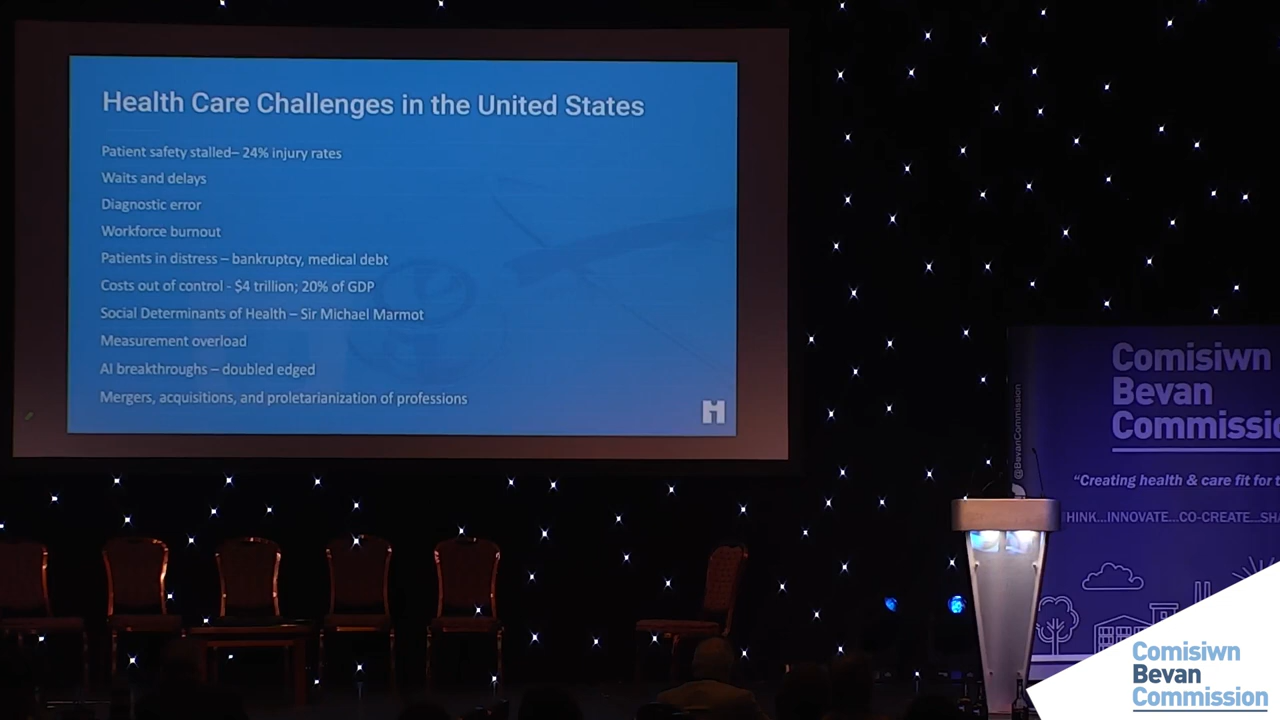 Health Care Challenges in the United States
Patient safety stalled– 24% injury rates
Waits and delays
Diagnostic error
Workforce burnout
Patients in distress – bankruptcy, medical debt
Costs out of control - $4 trillion; 20% of GDP
Social Determinants of Health – Sir Michael Marmot
Measurement overload
AI breakthroughs – doubled edged
Mergers, acquisitions, and proletarianization of professions
@BevanCommission
Comisiwn
Bevan
Commissio
"Creating health & care fit for t
HINK...INNOVATE...CO-CREATE...SH
Comisiwn
Bevan
Commission